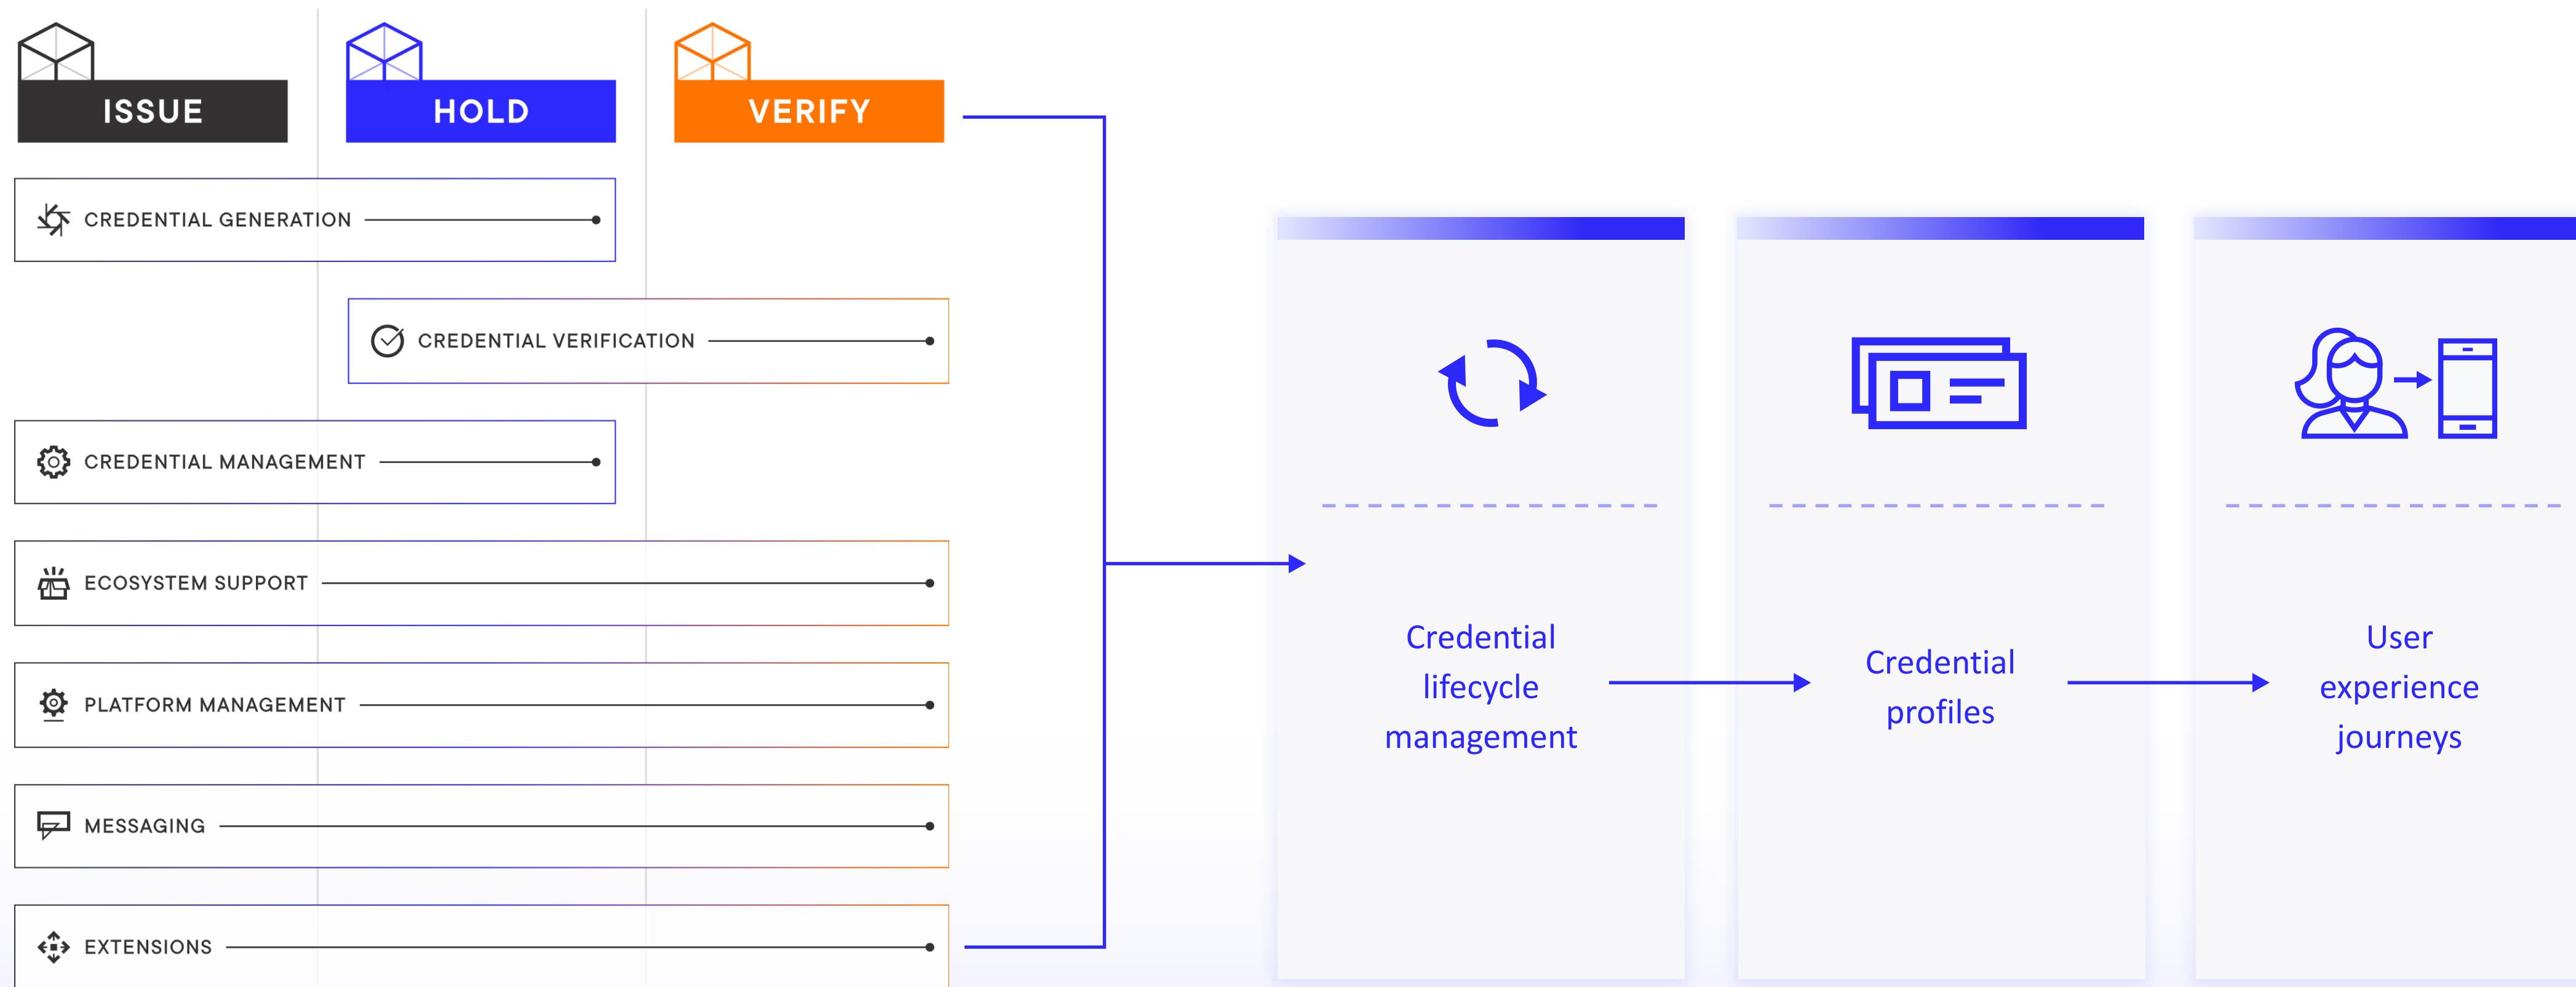 ISSUE
HOLD
VERIFY
CREDENTIAL GENERATION
CREDENTIAL VERIFICATION
CREDENTIAL MANAGEMENT
ECOSYSTEM SUPPORT
PLATFORM MANAGEMENT
MESSAGING
EXTENSIONS
Credential
lifecycle
management
Credential
profiles
User
experience
journeys